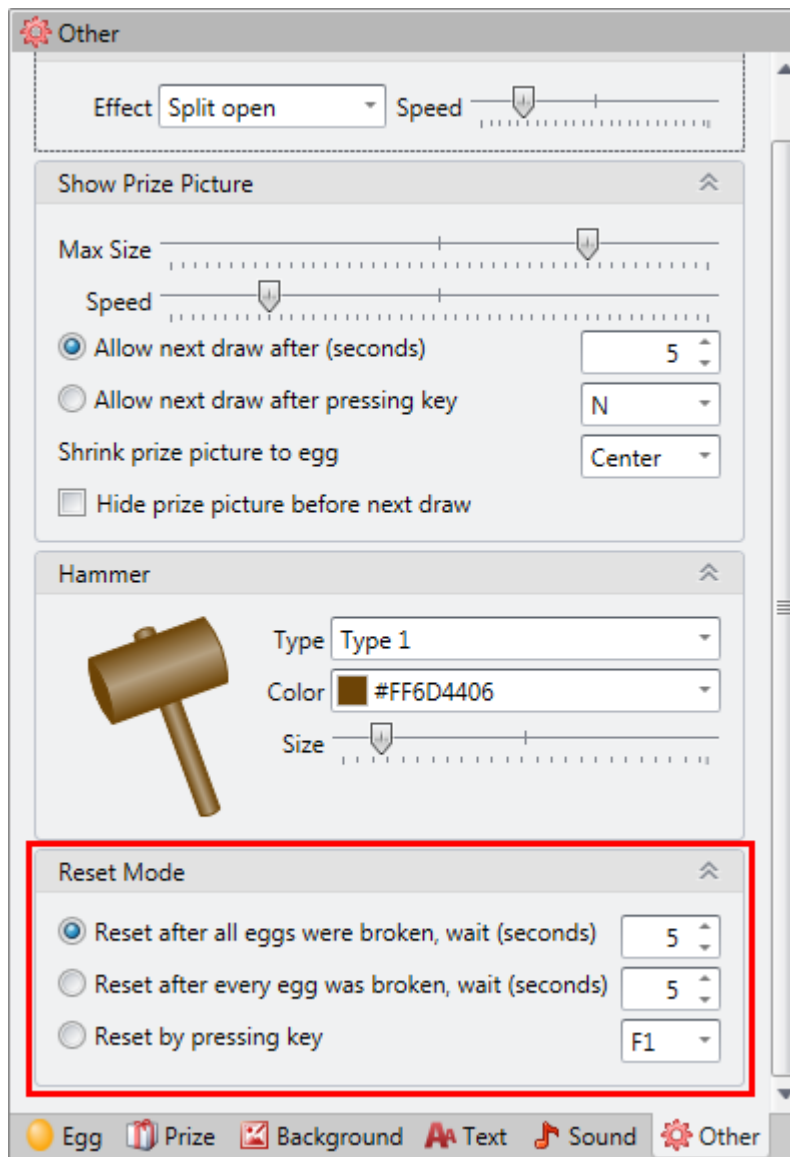 Other
Effect Split open Speed
Show Prize Picture
Max Size
Speed
Allow next draw after (seconds) 5
Allow next draw after pressing key N
Shrink prize picture to egg Center
Hide prize picture before next draw
Hammer
Type Type 1
Color #FF6D4406
Size
Reset Mode
Reset after all eggs were broken, wait (seconds) 5
Reset after every egg was broken, wait (seconds) 5
Reset by pressing key F1
Egg Prize Background Text Sound Other